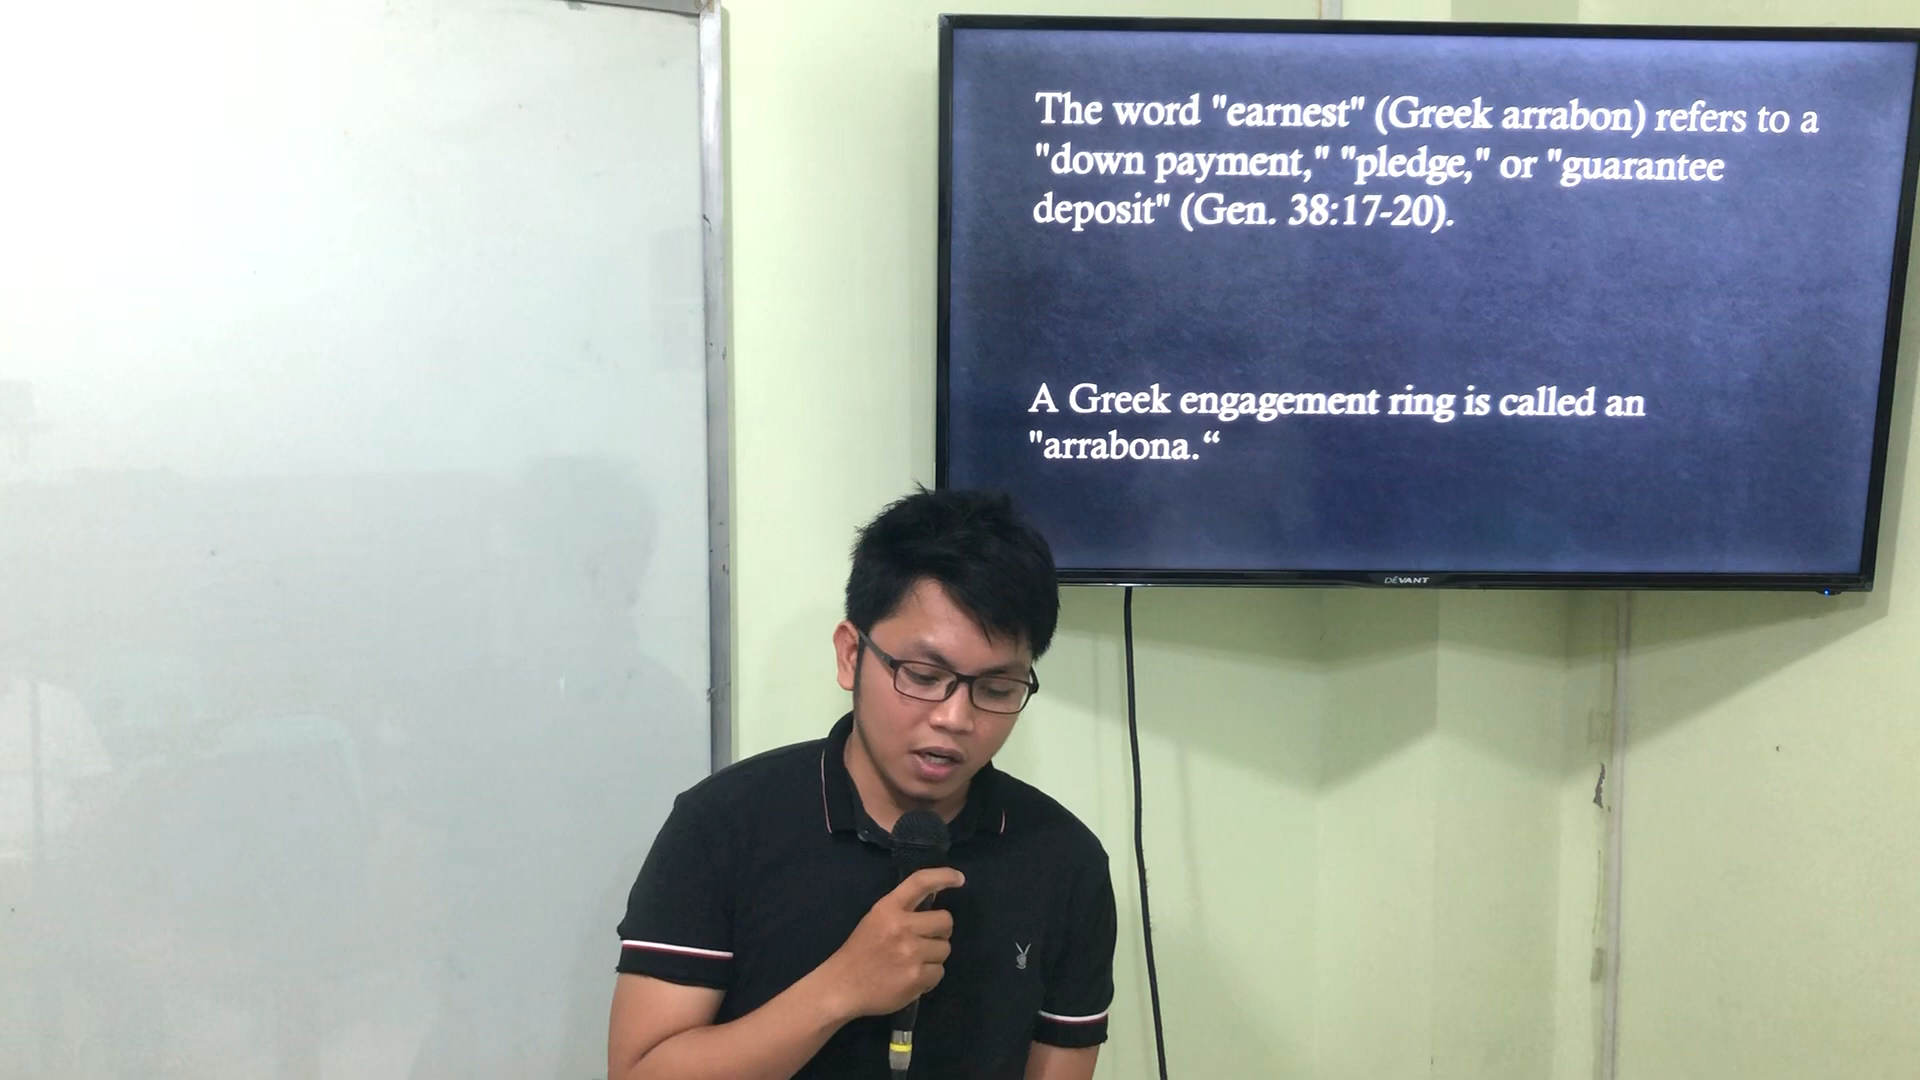 The word "earnest" (Greek arrabon) refers to a
"down payment," "pledge," or "guarantee
deposit" (Gen. 38:17-20).
A Greek engagement ring is called an
"arrabona.“
DEVANT